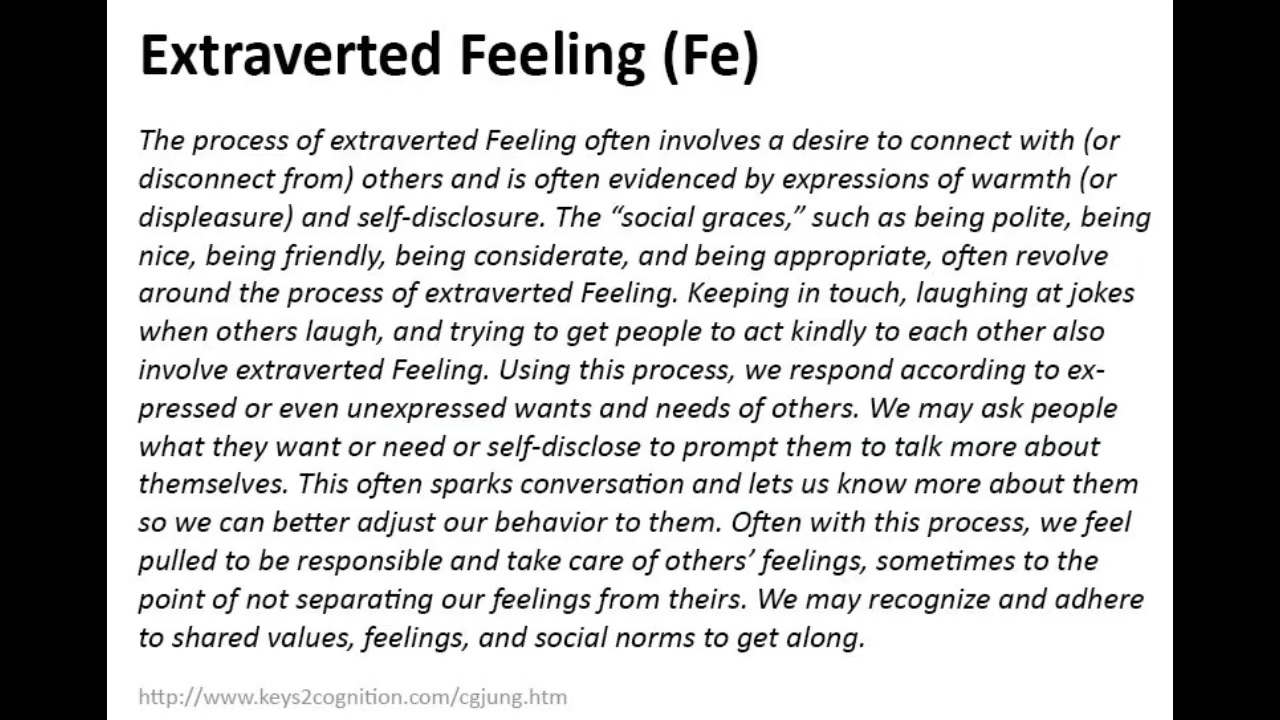 Extraverted Feeling (Fe)
The process of extraverted Feeling often involves a desire to connect with (or
disconnect from) others and is often evidenced by expressions of warmth (or
displeasure) and self-disclosure. The “social graces,” such as being polite, being
nice, being friendly, being considerate, and being appropriate, often revolve
around the process of extraverted Feeling. Keeping in touch, laughing at jokes
when others laugh, and trying to get people to act kindly to each other also
involve extraverted Feeling. Using this process, we respond according to ex-
pressed or even unexpressed wants and needs of others. We may ask people
what they want or need or self-disclose to prompt them to talk more about
themselves. This often sparks conversation and lets us know more about them
so we can better adjust our behavior to them. Often with this process, we feel
pulled to be responsible and take care of others’ feelings, sometimes to the
point of not separating our feelings from theirs. We may recognize and adhere
to shared values, feelings, and social norms to get along.
http://www.keys2cognition.com/cgjung.htm